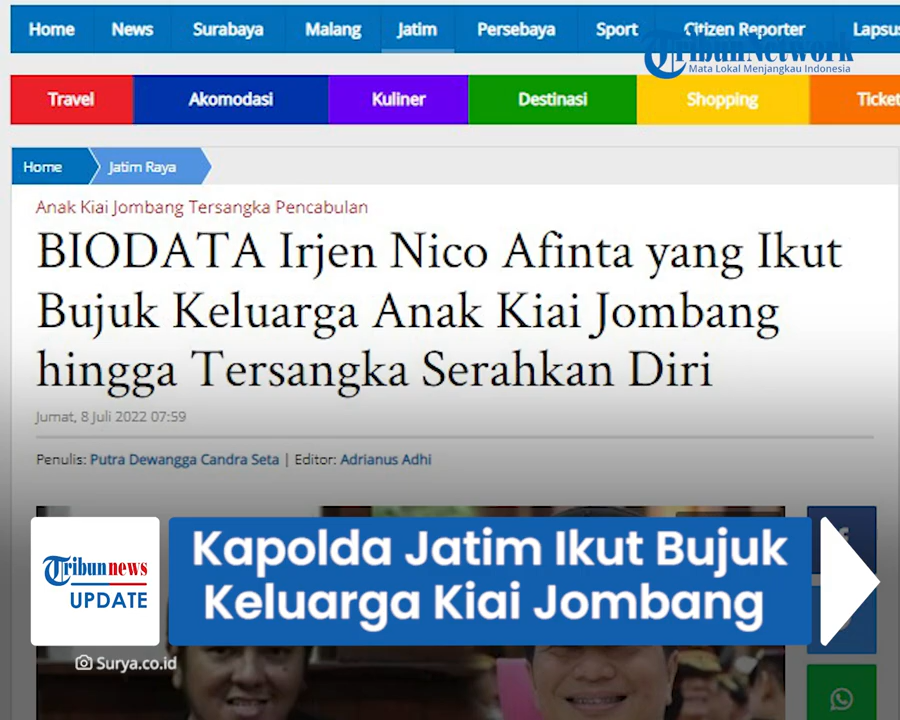 Home News Surabaya Malang Jatim Persebaya Sport Citizen Reporter Lapsus
TribunNetwork
Mata Lokal Menjangkau Indonesia
Travel Akomodasi Kuliner Destinasi Shopping Ticket
Home Jatim Raya
Anak Kiai Jombang Tersangka Pencabulan
BIODATA Irjen Nico Afinta yang Ikut
Bujuk Keluarga Anak Kiai Jombang
hingga Tersangka Serahkan Diri
Jumat, 8 Juli 2022 07:59
Penulis: Putra Dewangga Candra Seta | Editor: Adrianus Adhi
Tribunnews
UPDATE
Kapolda Jatim Ikut Bujuk
Keluarga Kiai Jombang
Surya.co.id